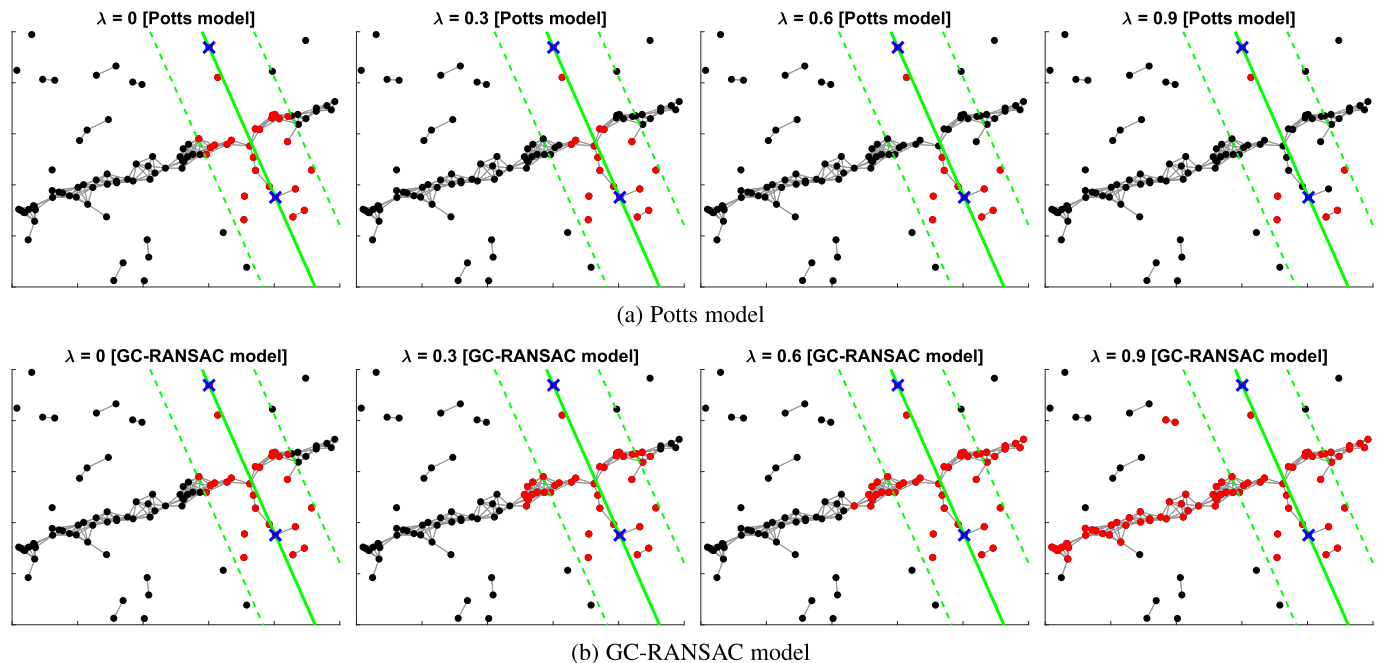 λ = 0 [Potts model]
λ = 0.3 [Potts model]
λ = 0.6 [Potts model]
λ = 0.9 [Potts model]
(a) Potts model
λ = 0 [GC-RANSAC model]
λ = 0.3 [GC-RANSAC model]
λ = 0.6 [GC-RANSAC model]
λ = 0.9 [GC-RANSAC model]
(b) GC-RANSAC model